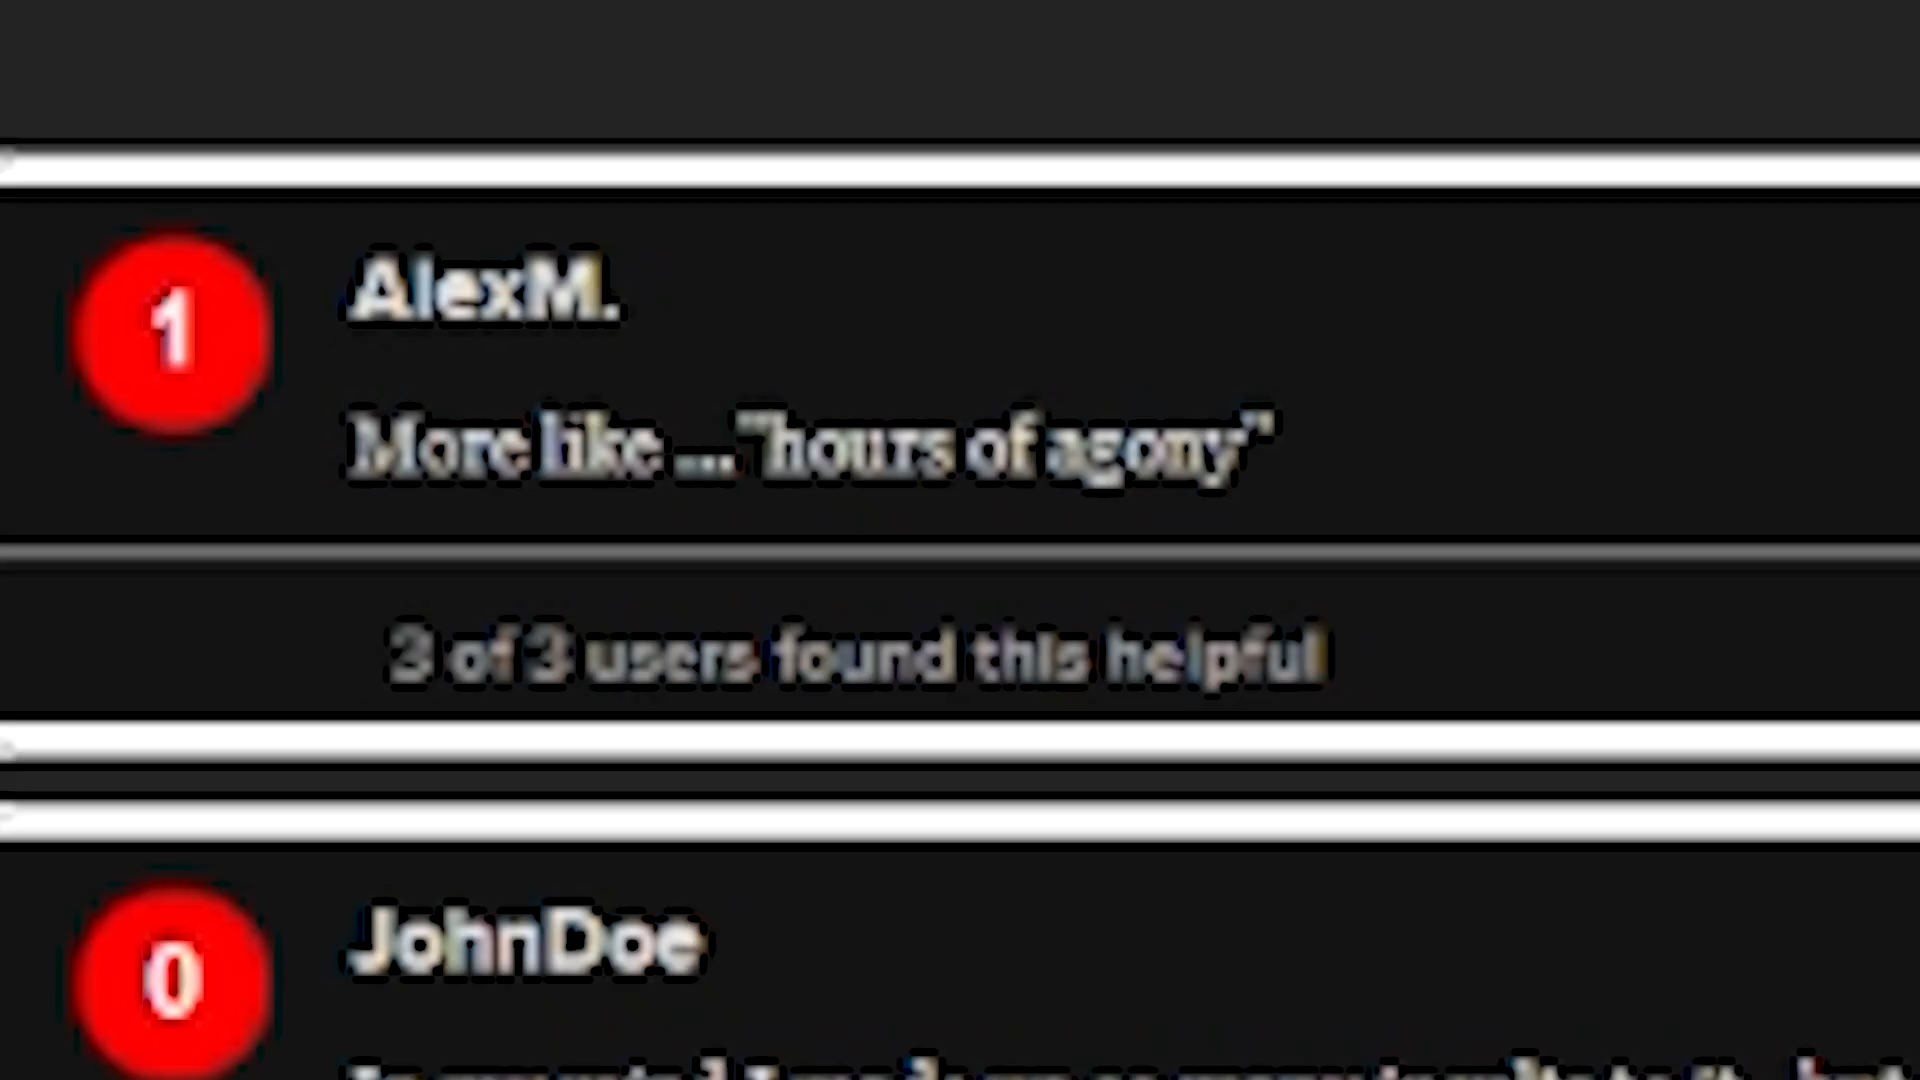 1
AlexM.
More like ... "hours of agony"
3 of 3 users found this helpful
0
JohnDoe